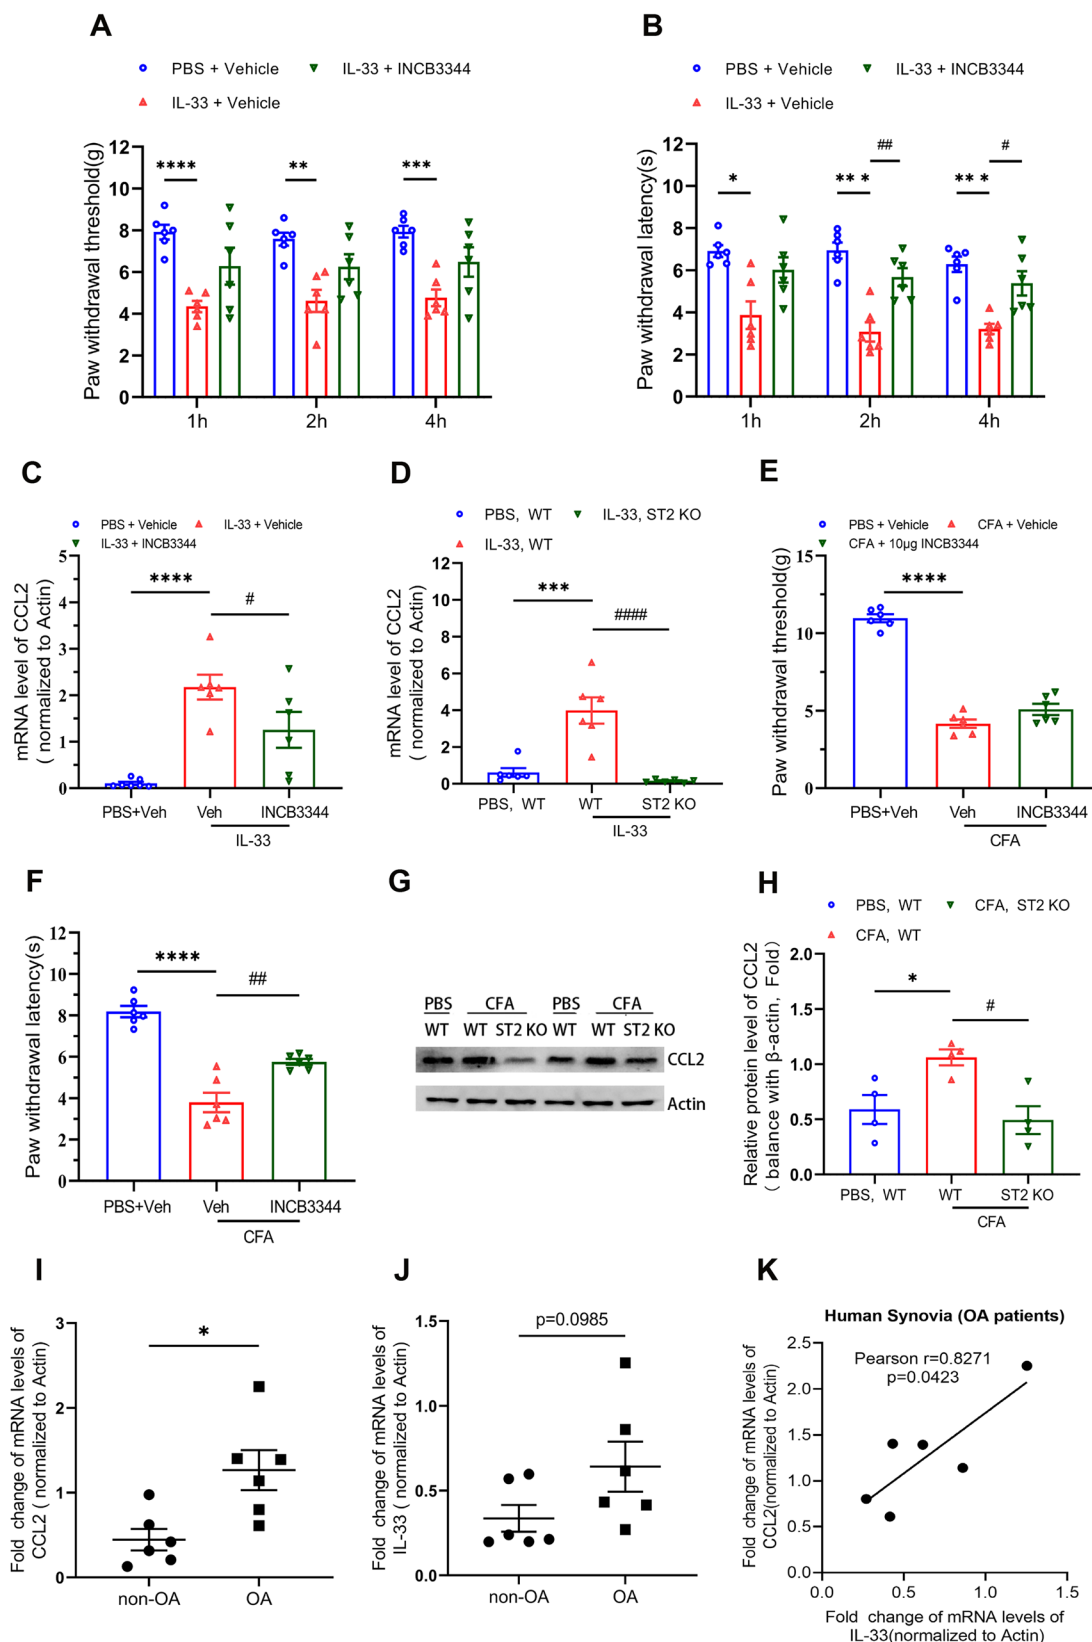 A
PBS + Vehicle
IL-33 + INCB3344
IL-33 + Vehicle
Paw withdrawal threshold(g)
12
10
8
6
4
2
0
****
**
***
1h
2h
4h
B
PBS + Vehicle
IL-33 + INCB3344
IL-33 + Vehicle
Paw withdrawal latency(s)
12
10
8
6
4
2
0
*
** *
##
** *
#
1h
2h
4h
C
PBS + Vehicle
IL-33 + Vehicle
IL-33 + INCB3344
mRNA level of CCL2
( normalized to Actin)
5
4
3
2
1
0
****
#
PBS+Veh
Veh
INCB3344
IL-33
D
PBS, WT
IL-33, ST2 KO
IL-33, WT
mRNA level of CCL2
( normalized to Actin)
12
10
8
6
4
2
0
***
####
PBS, WT
WT
ST2 KO
IL-33
E
PBS + Vehicle
CFA + Vehicle
CFA + 10μg INCB3344
Paw withdrawal threshold(g)
15
10
5
0
****
PBS+Veh
Veh
INCB3344
CFA
F
Paw withdrawal latency(s)
12
10
8
6
4
2
0
****
##
PBS+Veh
Veh
INCB3344
CFA
G
PBS CFA PBS CFA
WT WT ST2 KO WT WT ST2 KO
CCL2
Actin
H
PBS, WT
CFA, ST2 KO
CFA, WT
Relative protein level of CCL2
( balance with β-actin, Fold)
2.0
1.5
1.0
0.5
0.0
*
#
PBS, WT
WT
ST2 KO
CFA
I
Fold change of mRNA levels of
CCL2 ( normalized to Actin)
3
2
1
0
*
non-OA
OA
J
Fold change of mRNA levels of
IL-33 ( normalized to Actin)
1.5
1.0
0.5
0.0
p=0.0985
non-OA
OA
K
Human Synovia (OA patients)
Fold change of mRNA levels of
CCL2(normalized to Actin)
2.5
2.0
1.5
1.0
0.5
0.0
Pearson r=0.8271
p=0.0423
0.0
0.5
1.0
1.5
Fold change of mRNA levels of
IL-33(normalized to Actin)